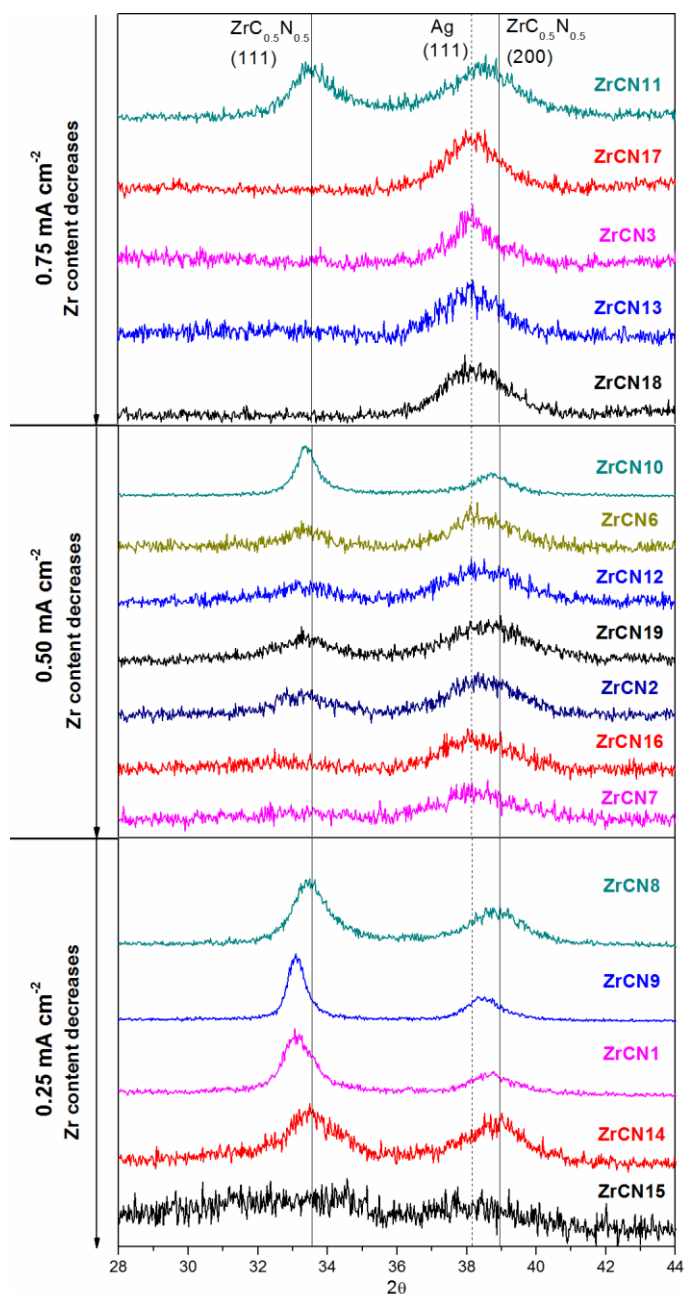 ZrC₀.₅N₀.₅ Ag ZrC₀.₅N₀.₅
(111) (111) (200)
ZrCN11
ZrCN17
ZrCN3
ZrCN13
ZrCN18
0.75 mA cm⁻²
Zr content decreases
ZrCN10
ZrCN6
ZrCN12
ZrCN19
ZrCN2
ZrCN16
ZrCN7
0.50 mA cm⁻²
Zr content decreases
ZrCN8
ZrCN9
ZrCN1
ZrCN14
ZrCN15
0.25 mA cm⁻²
Zr content decreases
28 30 32 34 36 38 40 42 44
2θ